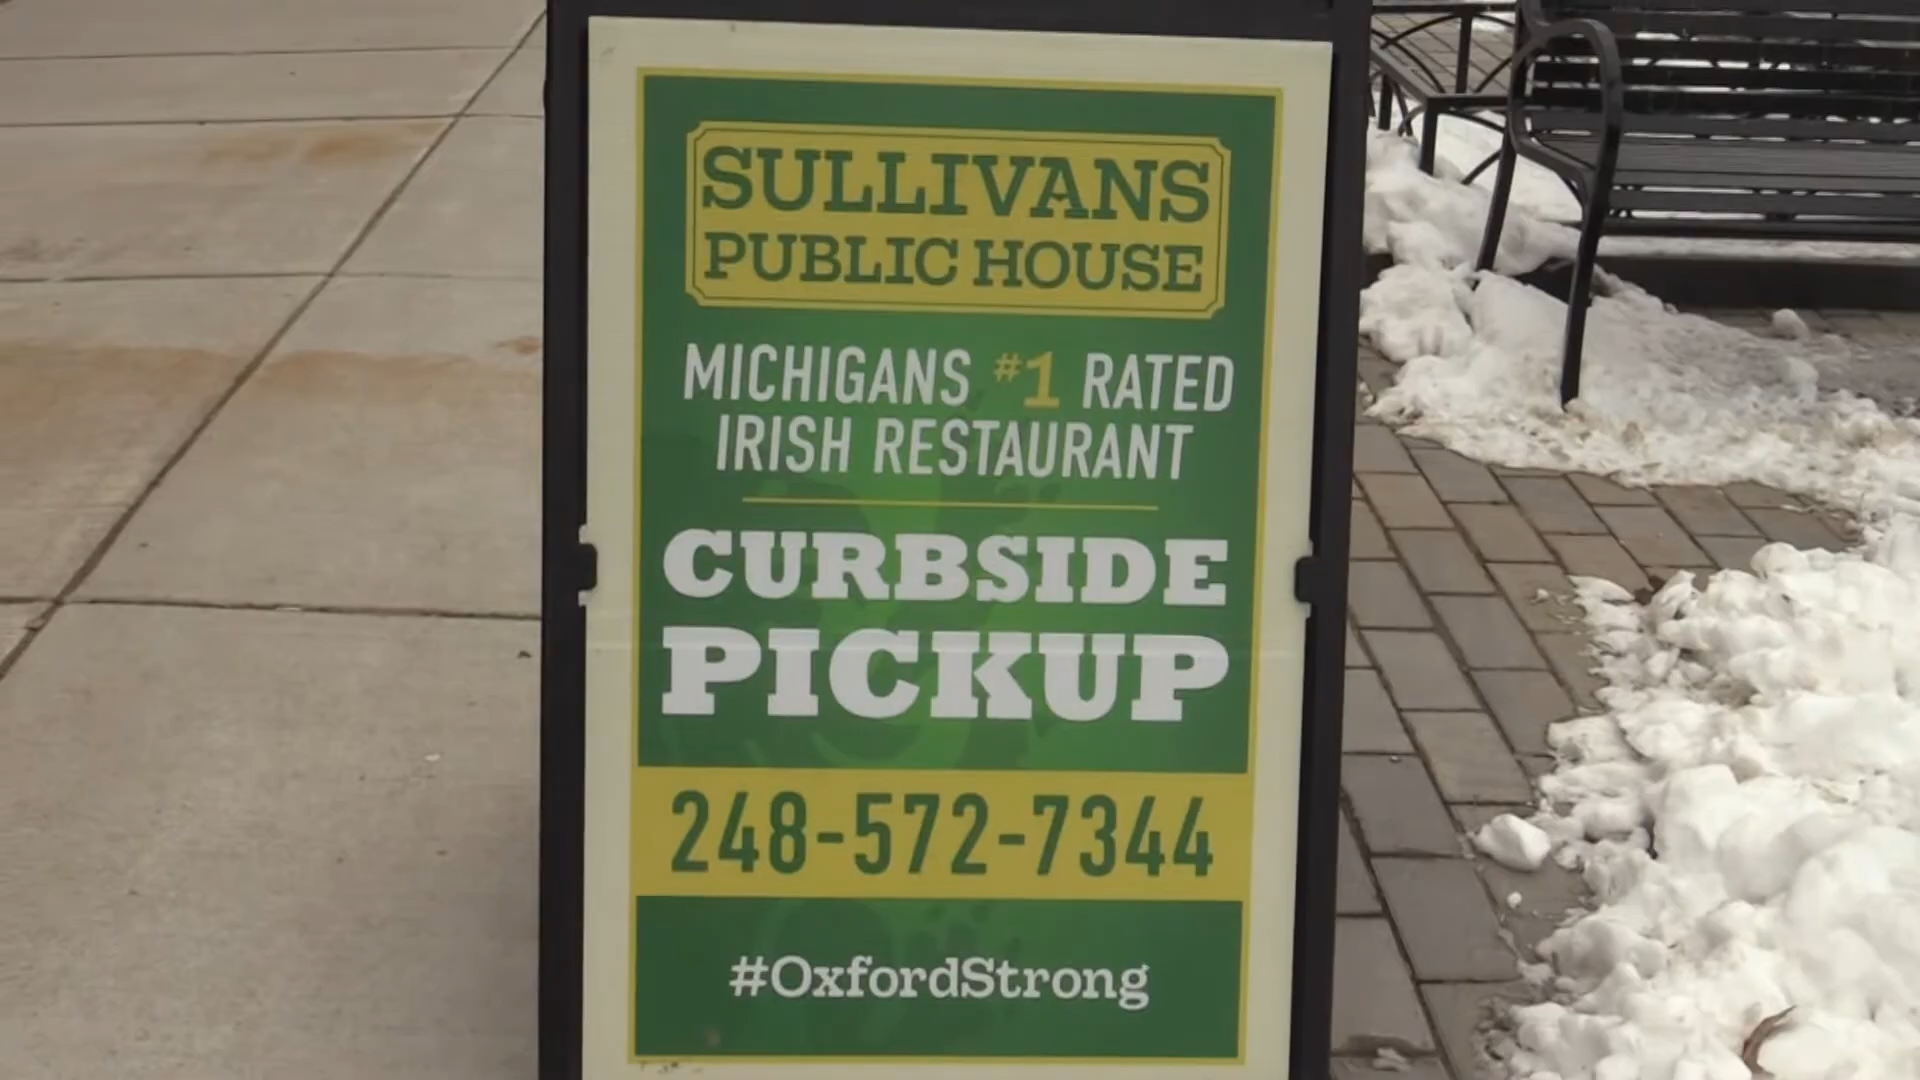 SULLIVANS
PUBLIC HOUSE
MICHIGANS #1 RATED
IRISH RESTAURANT
CURBSIDE
PICKUP
248-572-7344
#OxfordStrong